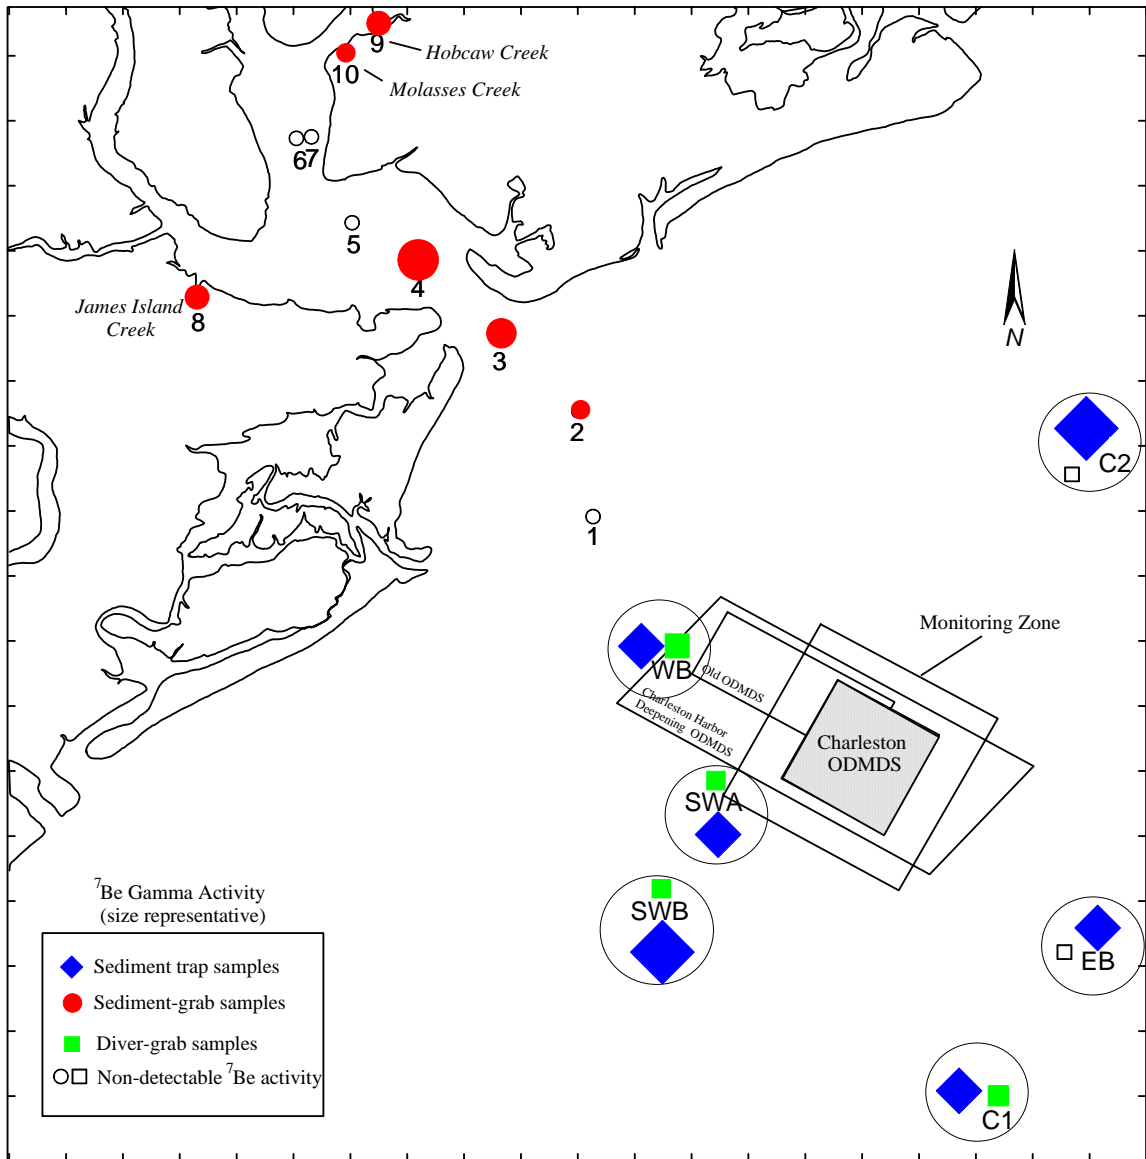 9
Hobcaw Creek
10
Molasses Creek
6
7
5
4
James Island
Creek
8
3
N
2
C2
1
Monitoring Zone
WB
Old ODMDS
Charleston Harbor
Deepening ODMDS
Charleston
ODMDS
SWA
7Be Gamma Activity
(size representative)
SWB
Sediment trap samples
EB
Sediment-grab samples
Diver-grab samples
Non-detectable 7Be activity
C1